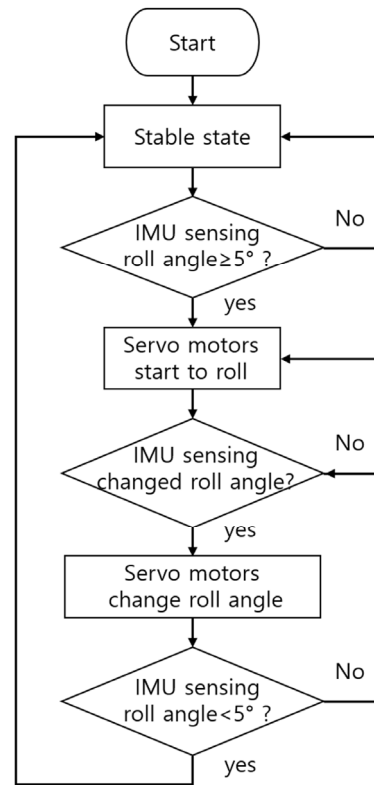 Start
Stable state
No
IMU sensing
roll angle≥5° ?
yes
Servo motors
start to roll
No
IMU sensing
changed roll angle?
yes
Servo motors
change roll angle
No
IMU sensing
roll angle<5° ?
yes